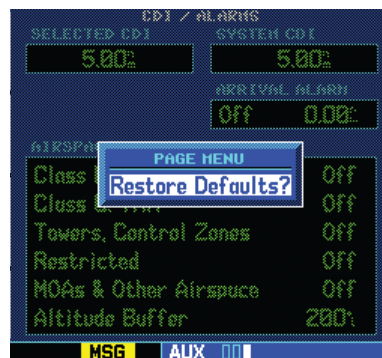 CDI / ALARMS
SELECTED CDI SYSTEM CDI
5.00 5.00
ARRIVAL ALARM
Off 0.00
AIRSPA
PAGE MENU
Class Off
Restore Defaults?
Class Off
Towers, Control Zones Off
Restricted Off
MOAs & Other Airspace Off
Altitude Buffer 200
MSG AUX